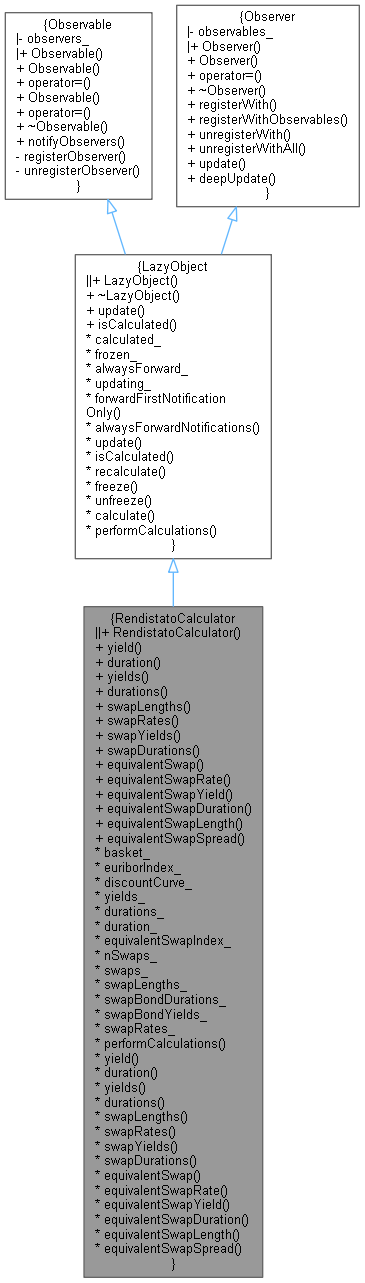 {Observable
|- observers_
|+ Observable()
+ Observable()
+ operator=()
+ Observable()
+ operator=()
+ ~Observable()
+ notifyObservers()
- registerObserver()
- unregisterObserver()
}
{Observer
|- observables_
|+ Observer()
+ Observer()
+ operator=()
+ ~Observer()
+ registerWith()
+ registerWithObservables()
+ unregisterWith()
+ unregisterWithAll()
+ update()
+ deepUpdate()
}
{LazyObject
||+ LazyObject()
+ ~LazyObject()
+ update()
+ isCalculated()
* calculated_
* frozen_
* alwaysForward_
* updating_
* forwardFirstNotification
Only()
* alwaysForwardNotifications()
* update()
* isCalculated()
* recalculate()
* freeze()
* unfreeze()
* calculate()
* performCalculations()
}
{RendistatoCalculator
||+ RendistatoCalculator()
+ yield()
+ duration()
+ yields()
+ durations()
+ swapLengths()
+ swapRates()
+ swapYields()
+ swapDurations()
+ equivalentSwap()
+ equivalentSwapRate()
+ equivalentSwapYield()
+ equivalentSwapDuration()
+ equivalentSwapLength()
+ equivalentSwapSpread()
* basket_
* euriborIndex_
* discountCurve_
* yields_
* durations_
* duration_
* equivalentSwapIndex_
* nSwaps_
* swaps_
* swapLengths_
* swapBondDurations_
* swapBondYields_
* swapRates_
* performCalculations()
* yield()
* duration()
* yields()
* durations()
* swapLengths()
* swapRates()
* swapYields()
* swapDurations()
* equivalentSwap()
* equivalentSwapRate()
* equivalentSwapYield()
* equivalentSwapDuration()
* equivalentSwapLength()
* equivalentSwapSpread()
}